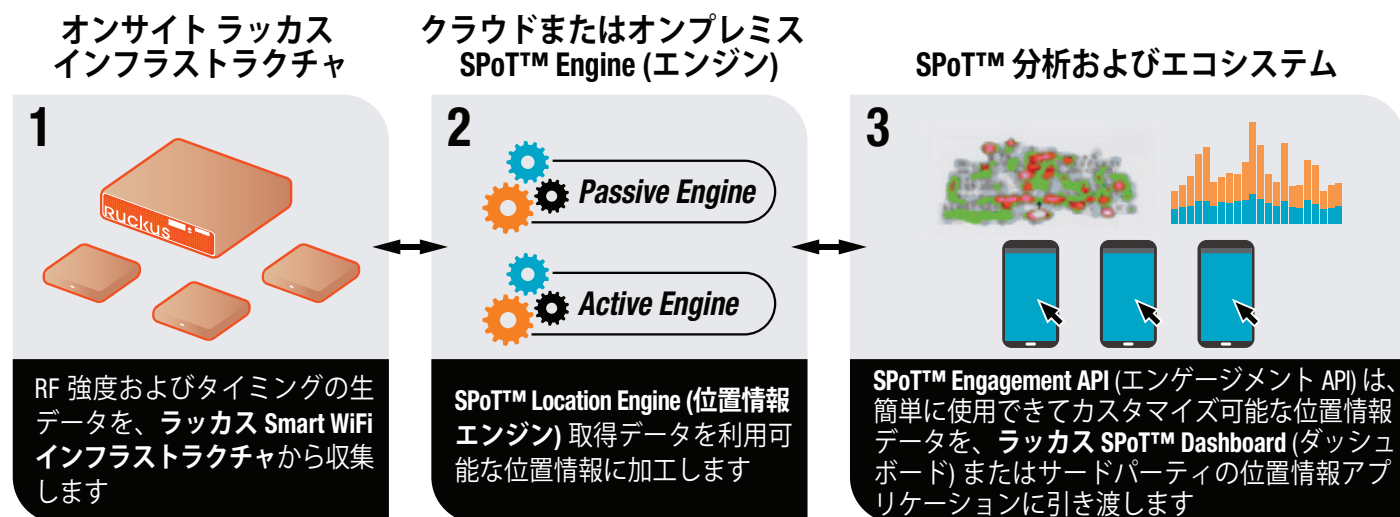 オンサイト ラッカス
インフラストラクチャ
1
Ruckus
RF 強度およびタイミングの生
データを、ラッカス Smart WiFi
インフラストラクチャから収集
します
クラウドまたはオンプレミス
SPoT™ Engine (エンジン)
2
Passive Engine
Active Engine
SPoT™ Location Engine (位置情報
エンジン) 取得データを利用可
能な位置情報に加工します
SPoT™ 分析およびエコシステム
3
SPoT™ Engagement API (エンゲージメント API) は、
簡単に使用できてカスタマイズ可能な位置情報
データを、ラッカス SPoT™ Dashboard (ダッシュ
ボード) またはサードパーティの位置情報アプ
リケーションに引き渡します